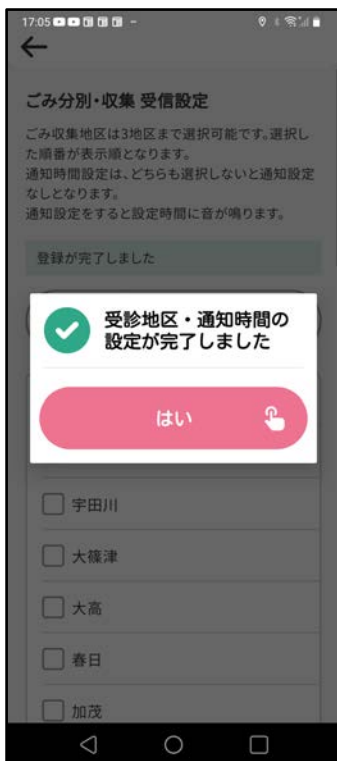 17:05
ごみ分別・収集 受信設定
ごみ収集地区は3地区まで選択可能です。選択し
た順番が表示順となります。
通知時間設定は、どちらも選択しないと通知設定
なしとなります。
通知設定をすると設定時間に音が鳴ります。
登録が完了しました
受診地区・通知時間の
設定が完了しました
はい
宇田川
大篠津
大高
春日
加茂